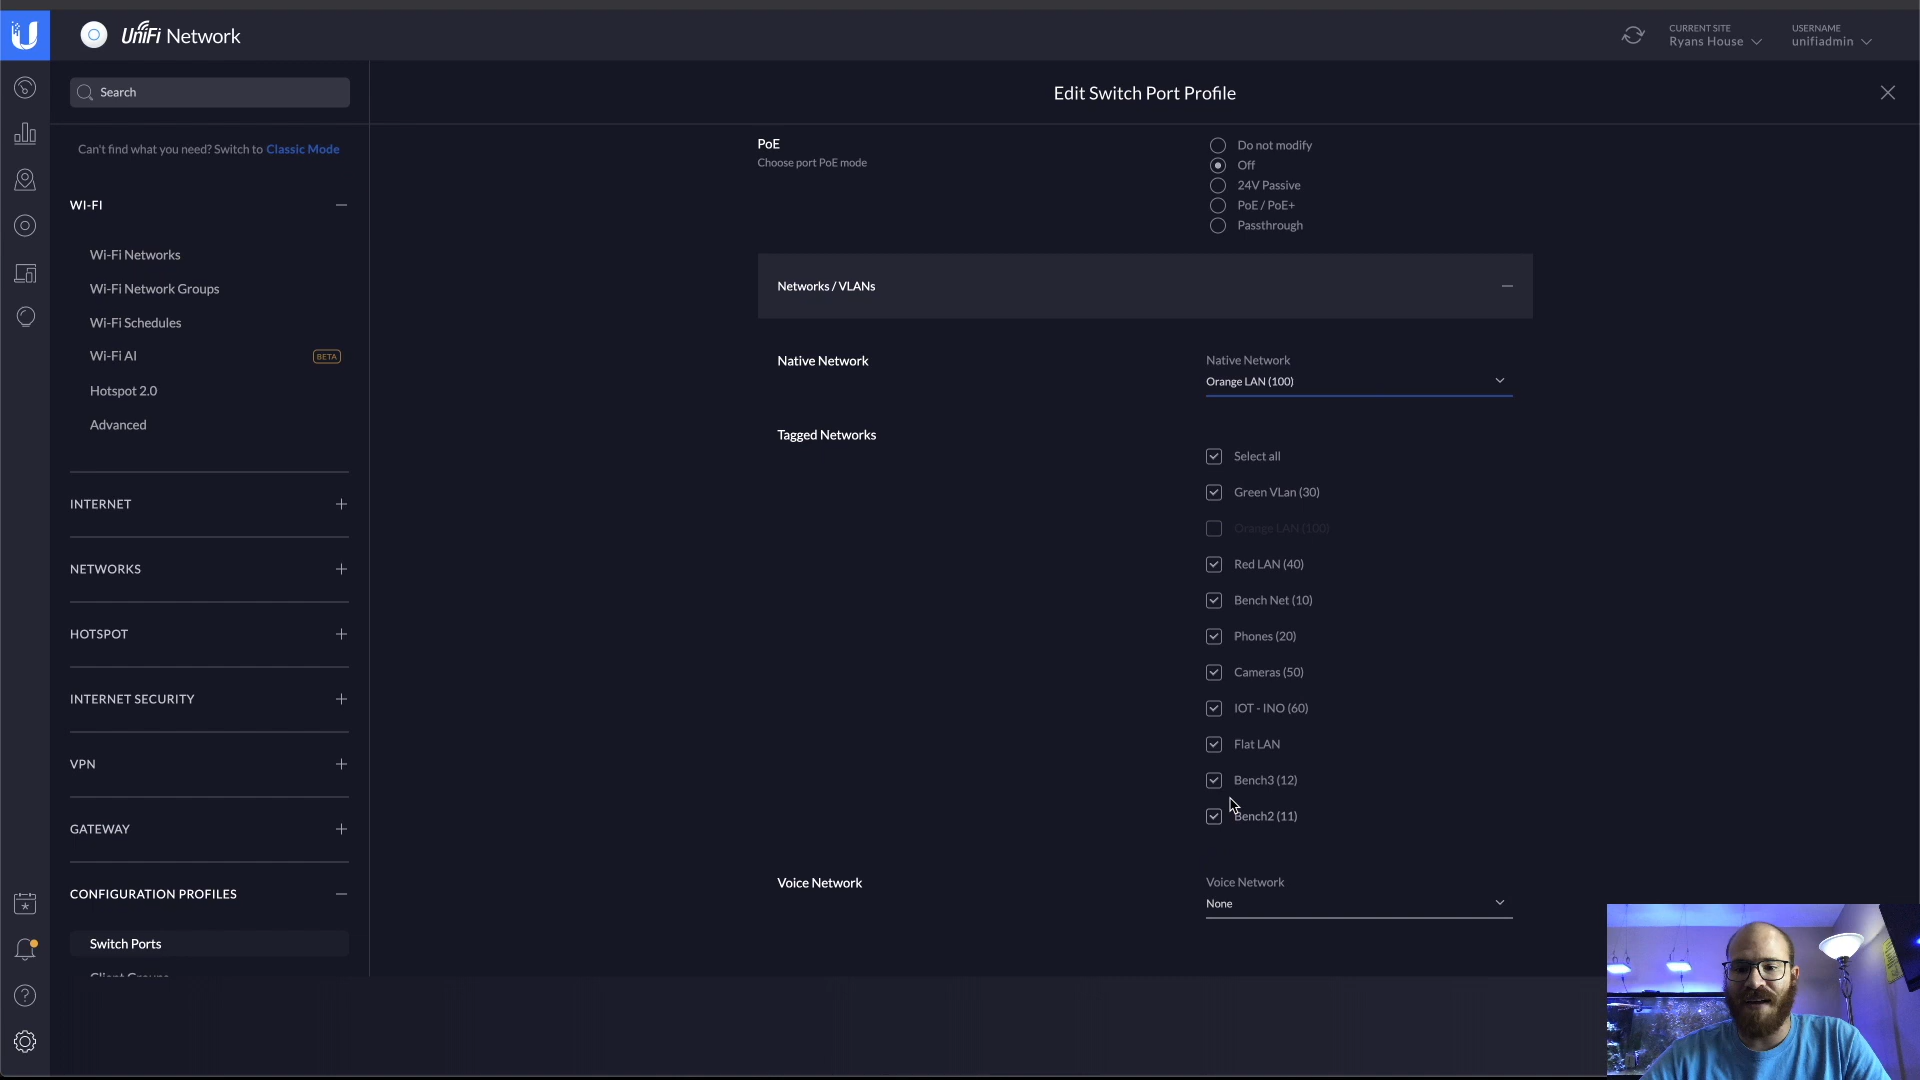 UniFi Network
CURRENT SITE
Ryans House
USERNAME
unifiadmin
Search
Edit Switch Port Profile
Can't find what you need? Switch to Classic Mode
WI-FI
Wi-Fi Networks
Wi-Fi Network Groups
Wi-Fi Schedules
Wi-Fi AI
BETA
Hotspot 2.0
Advanced
INTERNET
NETWORKS
HOTSPOT
INTERNET SECURITY
VPN
GATEWAY
CONFIGURATION PROFILES
Switch Ports
Client Groups
PoE
Choose port PoE mode
Do not modify
Off
24V Passive
PoE / PoE+
Passthrough
Networks / VLANs
Native Network
Native Network
Orange LAN (100)
Tagged Networks
Select all
Green VLan (30)
Orange LAN (100)
Red LAN (40)
Bench Net (10)
Phones (20)
Cameras (50)
IOT - INO (60)
Flat LAN
Bench3 (12)
Bench2 (11)
Voice Network
Voice Network
None